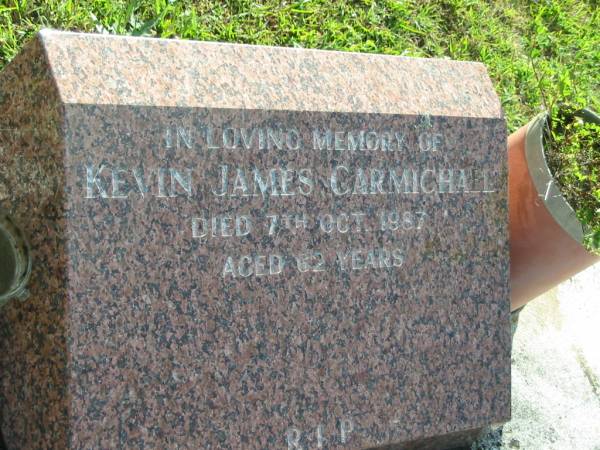 IN LOVING MEMORY OF
KEVIN JAMES CARMICHAEL
DIED 7TH OCT. 1987
AGED 62 YEARS
R.I.P